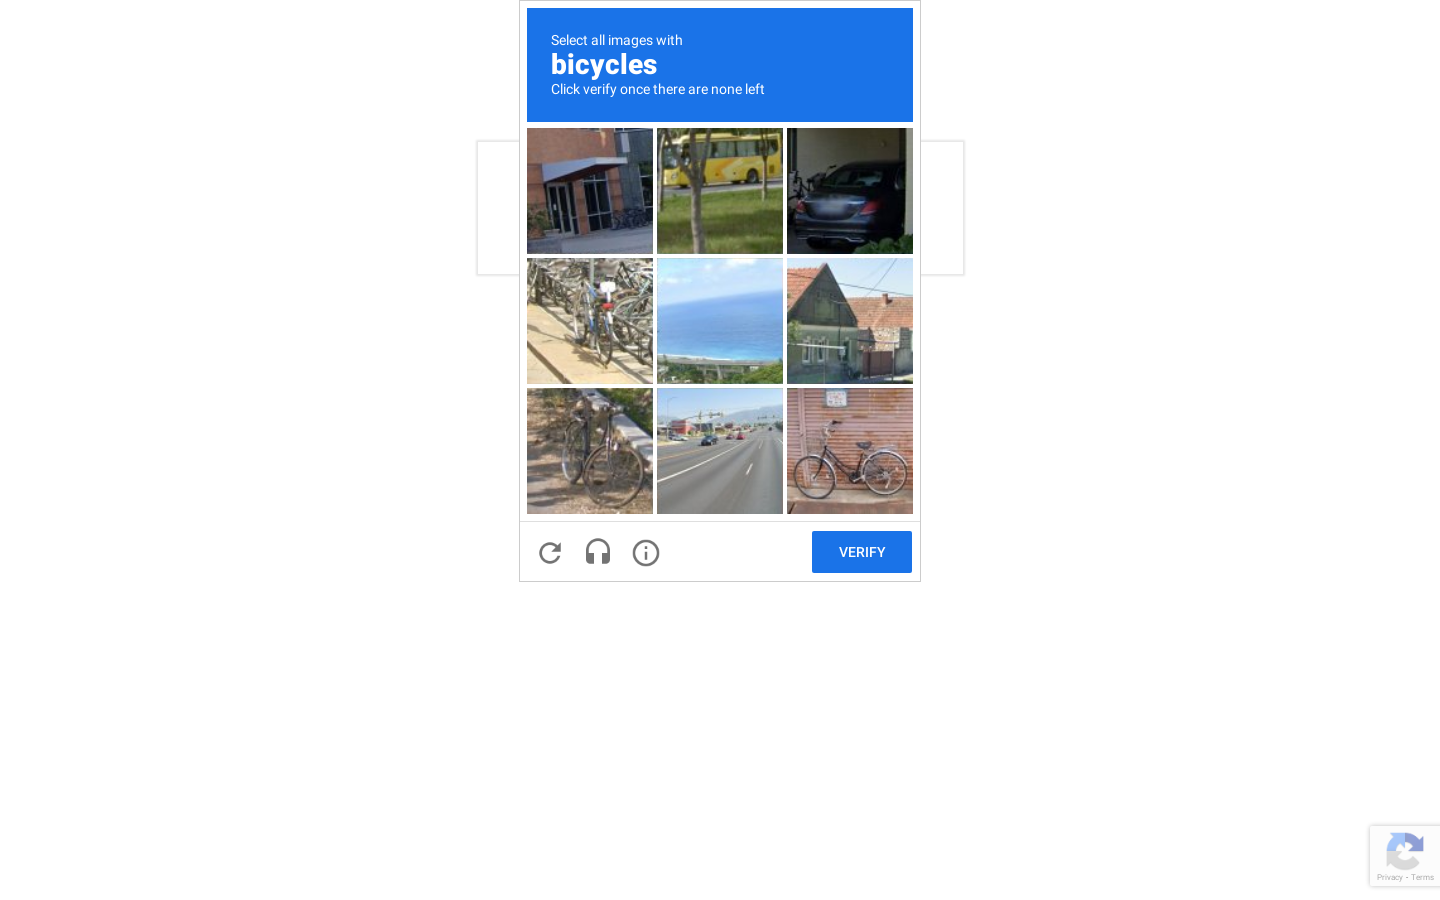 Select all images with
bicycles
Click verify once there are none left
VERIFY
Privacy - Terms